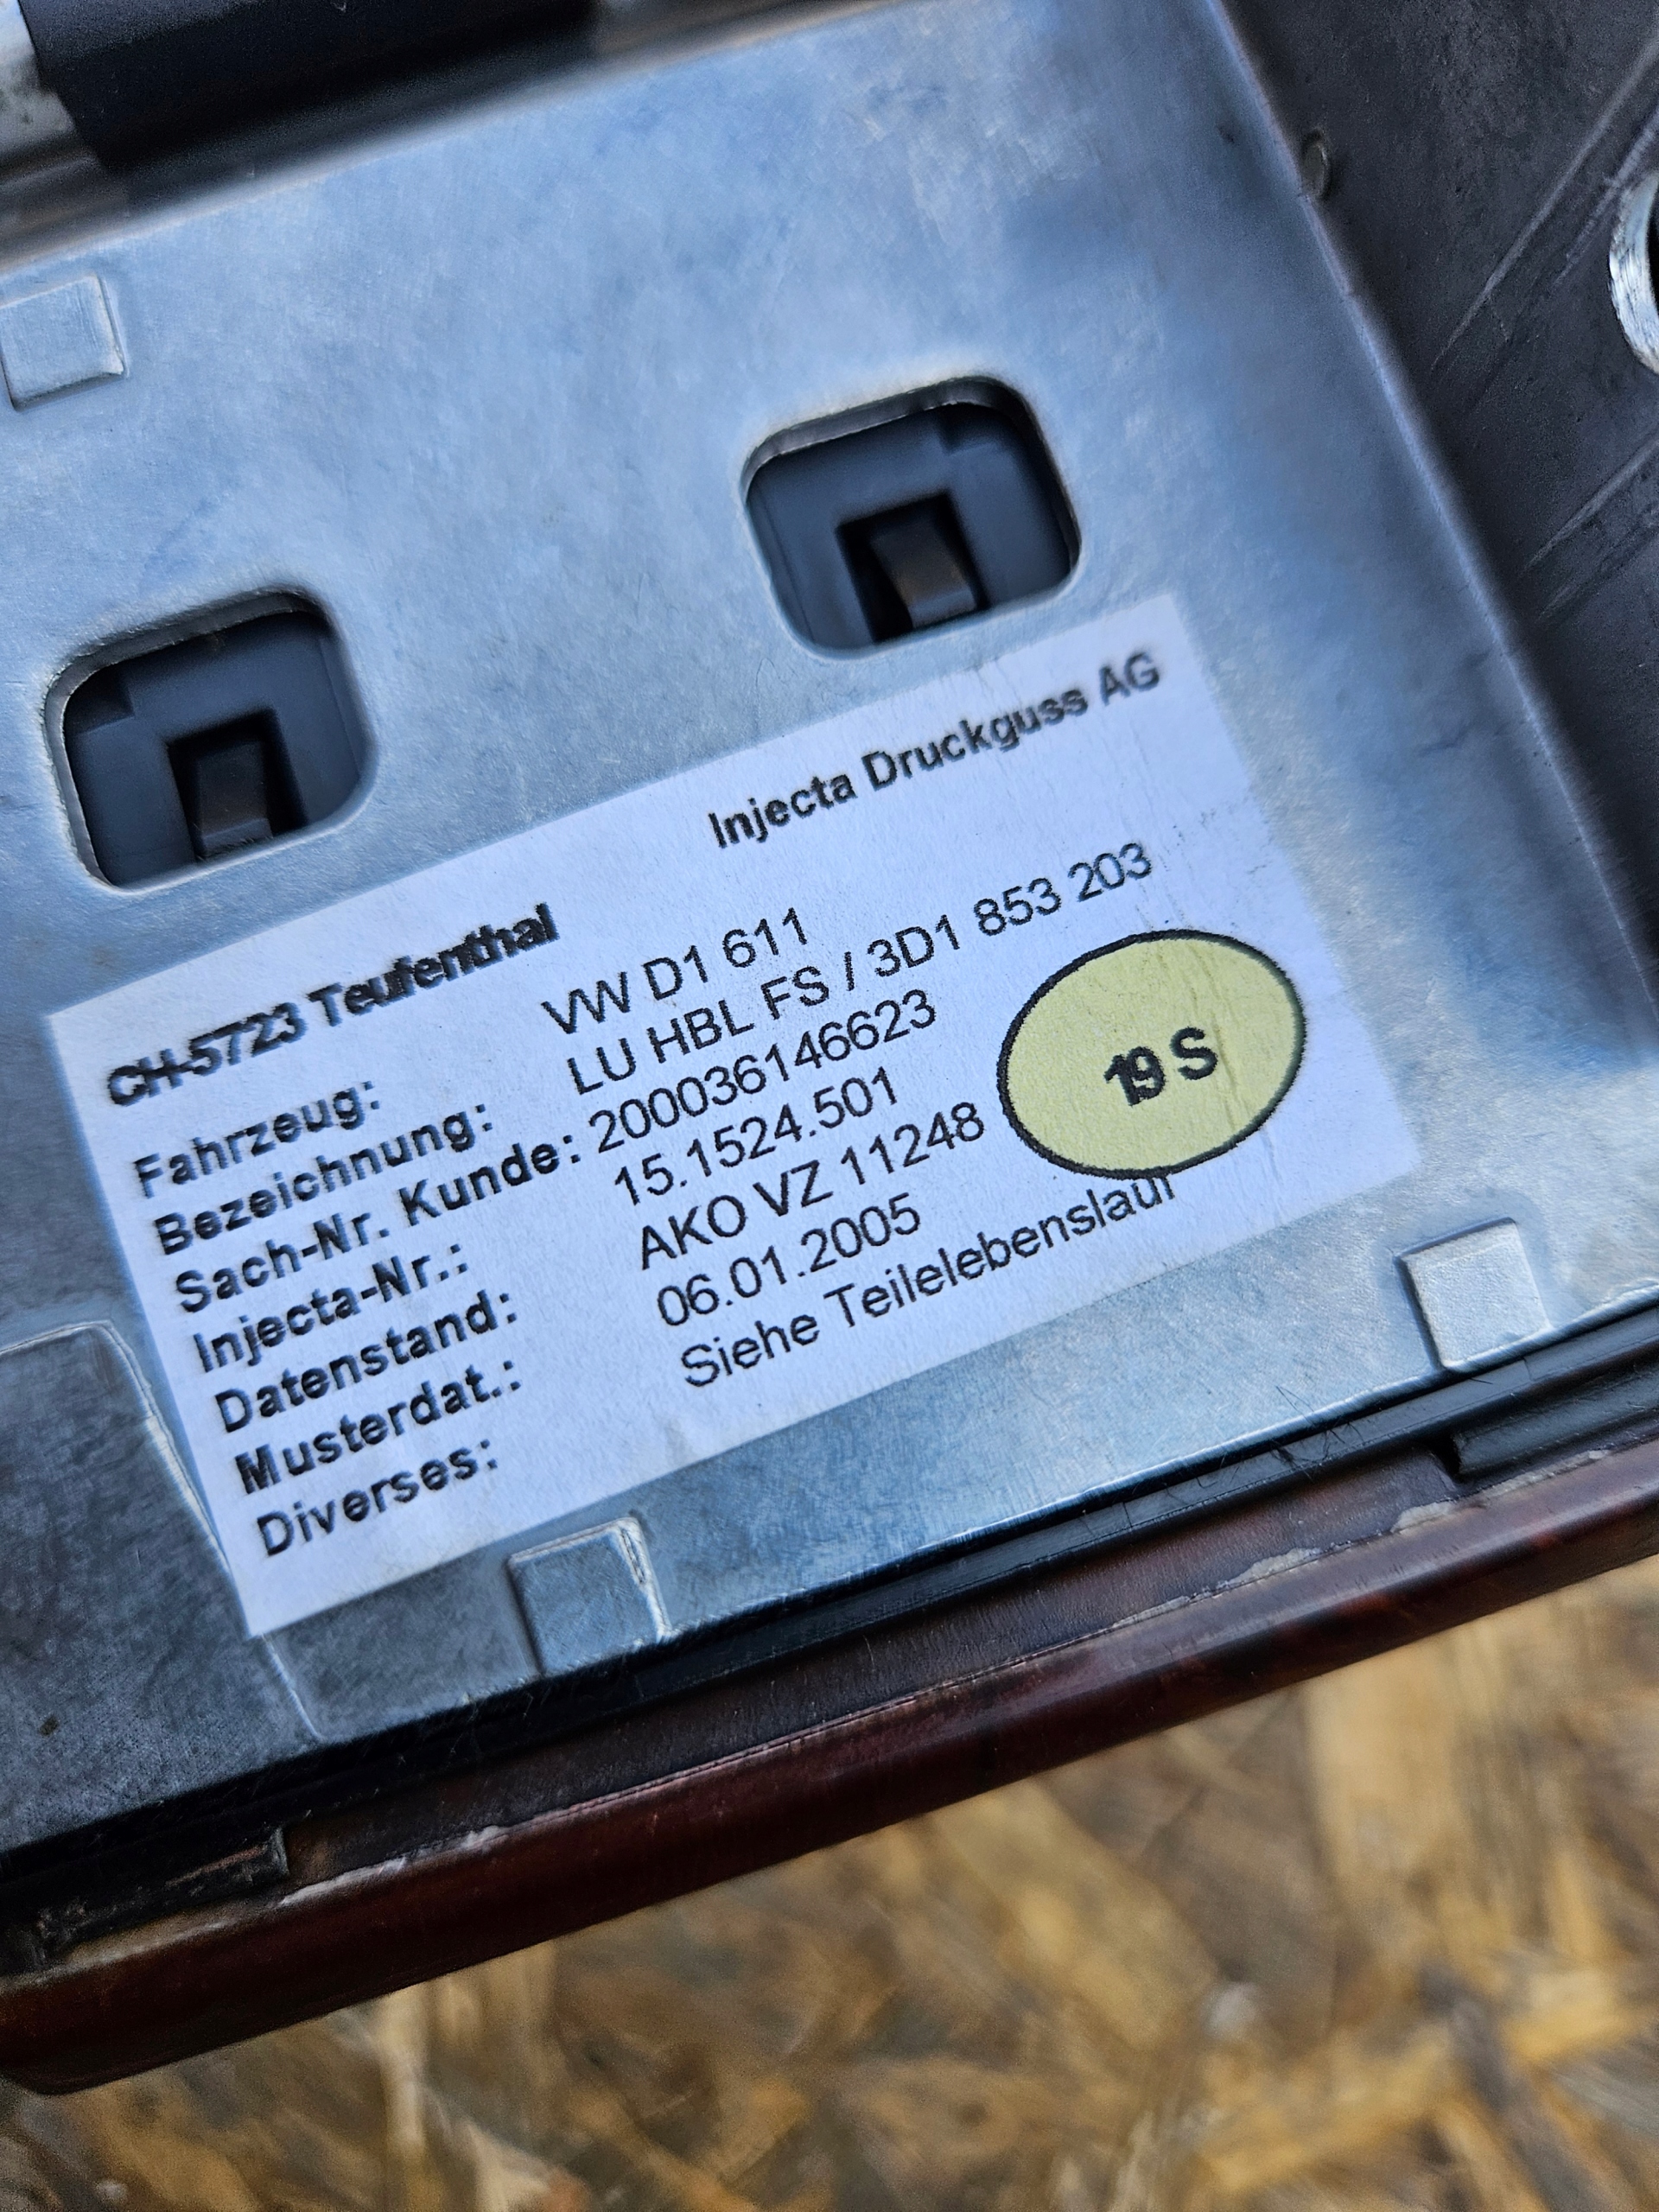 Injecta Druckguss AG
CH-5723 Teufenthal
Fahrzeug: VW D1 611
Bezeichnung: LU HBL FS / 3D1 853 203
Sach-Nr. Kunde: 200036146623
Injecta-Nr.: 15.1524.501
Datenstand: AKO VZ 11248
Musterdat.: 06.01.2005
Diverses: Siehe Teilelebenslauf
19 S